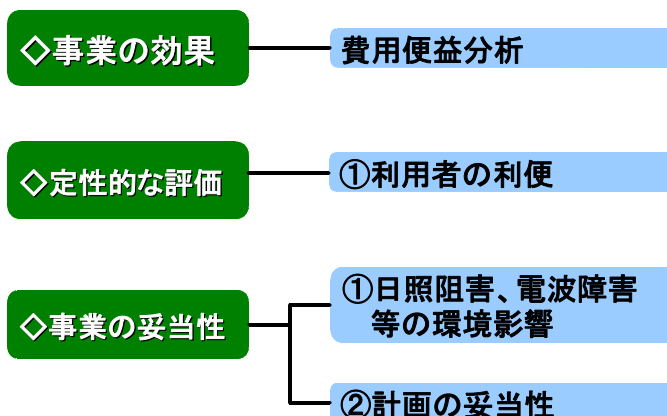 ◇事業の効果
費用便益分析
◇定性的な評価
①利用者の利便
◇事業の妥当性
①日照阻害、電波障害
等の環境影響
②計画の妥当性